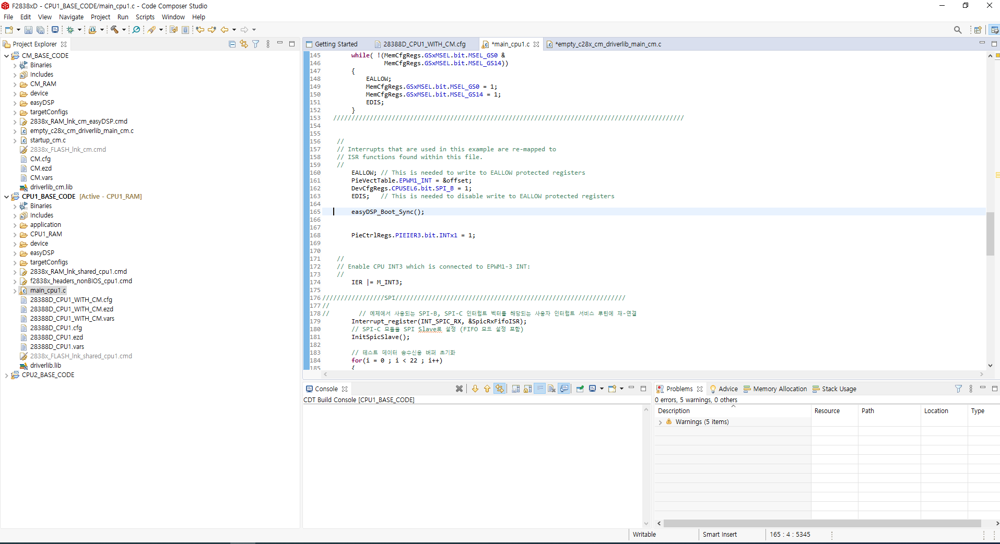 F2838xD - CPU1_BASE_CODE/main_cpu1.c - Code Composer Studio
File Edit View Navigate Project Run Scripts Window Help
Project Explorer
CM_BASE_CODE
Binaries
Includes
CM_RAM
device
easyDSP
targetConfigs
2838x_RAM_lnk_cm_easyDSP.cmd
empty_c28x_cm_driverlib_main_cm.c
startup_cm.c
2838x_FLASH_lnk_cm.cmd
CM.cfg
CM.ezd
CM.vars
driverlib_cm.lib
CPU1_BASE_CODE [Active - CPU1_RAM]
Binaries
Includes
application
CPU1_RAM
device
easyDSP
targetConfigs
2838x_RAM_lnk_shared_cpu1.cmd
f2838x_headers_nonBIOS_cpu1.cmd
main_cpu1.c
28388D_CPU1_WITH_CM.cfg
28388D_CPU1_WITH_CM.ezd
28388D_CPU1_WITH_CM.vars
28388D_CPU1.cfg
28388D_CPU1.ezd
28388D_CPU1.vars
2838x_FLASH_lnk_shared_cpu1.cmd
driverlib.lib
CPU2_BASE_CODE
Getting Started 28388D_CPU1_WITH_CM.cfg *main_cpu1.c *empty_c28x_cm_driverlib_main_cm.c
145 while( !(MemCfgRegs.GSxMSEL.bit.MSEL_GS0 &
146 MemCfgRegs.GSxMSEL.bit.MSEL_GS14))
147 {
148 EALLOW;
149 MemCfgRegs.GSxMSEL.bit.MSEL_GS0 = 1;
150 MemCfgRegs.GSxMSEL.bit.MSEL_GS14 = 1;
151 EDIS;
152 }
153 ////////////////////////////////////////////////////////////////////////////////////////////////
154
155
156 //
157 // Interrupts that are used in this example are re-mapped to
158 // ISR functions found within this file.
159 //
160 EALLOW; // This is needed to write to EALLOW protected registers
161 PieVectTable.EPWM1_INT = &offset;
162 DevCfgRegs.CPUSEL6.bit.SPI_B = 1;
163 EDIS; // This is needed to disable write to EALLOW protected registers
164
165 easyDSP_Boot_Sync();
166
167
168 PieCtrlRegs.PIEIER3.bit.INTx1 = 1;
169
170
171 //
172 // Enable CPU INT3 which is connected to EPWM1-3 INT:
173 //
174 IER |= M_INT3;
175
176 /////////////////SPI///////////////////////////////////////////////////////////////
177 //
178 // // 예제에서 사용되는 SPI-B, SPI-C 인터럽트 벡터를 해당되는 사용자 인터럽트 서비스 루틴에 재-연결
179 Interrupt_register(INT_SPIC_RX, &SpicRxFifoISR);
180 // SPI-C 모듈을 SPI Slave로 설정 (FIFO 모드 설정 포함)
181 InitSpicSlave();
182
183 // 테스트 데이터 송수신용 버퍼 초기화
184 for(i = 0 ; i < 22 ; i++)
185 {
Console
CDT Build Console [CPU1_BASE_CODE]
Problems Advice Memory Allocation Stack Usage
0 errors, 5 warnings, 0 others
Description Resource Path Location Type
Warnings (5 items)
Writable Smart Insert 165 : 4 : 5345